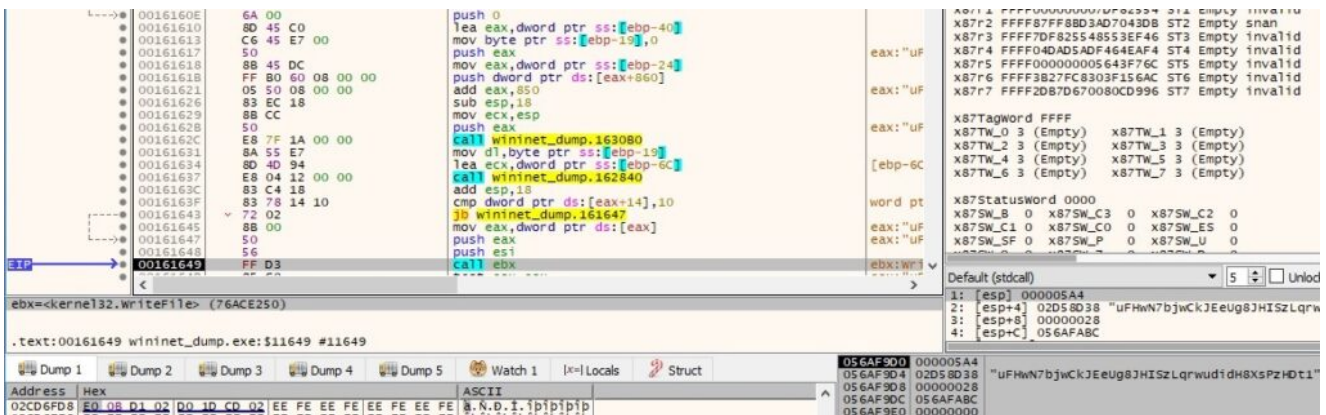 0016160E 6A 00 push 0
00161610 8D 45 C0 lea eax,dword ptr ss:[ebp-40]
00161613 C6 45 E7 00 mov byte ptr ss:[ebp-19],0
00161617 50 push eax eax:"uF
00161618 8B 45 DC mov eax,dword ptr ss:[ebp-24]
0016161B FF B0 60 08 00 00 push dword ptr ds:[eax+860]
00161621 05 50 08 00 00 add eax,850 eax:"uF
00161626 83 EC 18 sub esp,18
00161629 8B CC mov ecx,esp
0016162B 50 push eax eax:"uF
0016162C E8 7F 1A 00 00 call wininet_dump.1630B0
00161631 8A 55 E7 mov dl,byte ptr ss:[ebp-19]
00161634 8D 4D 94 lea ecx,dword ptr ss:[ebp-6C] [ebp-6C
00161637 E8 04 12 00 00 call wininet_dump.162840
0016163C 83 C4 18 add esp,18
0016163F 83 78 14 10 cmp dword ptr ds:[eax+14],10 word pt
00161643 72 02 jb wininet_dump.161647
00161645 8B 00 mov eax,dword ptr ds:[eax] eax:"uF
00161647 50 push eax eax:"uF
00161648 56 push esi
EIP 00161649 FF D3 call ebx ebx:Wri
ebx=<kernel32.WriteFile> (76ACE250)
.text:00161649 wininet_dump.exe:$11649 #11649
x87r2 FFFF87FF8BD3AD7043DB ST2 Empty snan
x87r3 FFFF7DF825548553EF46 ST3 Empty invalid
x87r4 FFFF04DAD5ADF464EAF4 ST4 Empty invalid
x87r5 FFFF000000005643F76C ST5 Empty invalid
x87r6 FFFF3B27FC8303F156AC ST6 Empty invalid
x87r7 FFFF2DB7D670080CD996 ST7 Empty invalid
x87TagWord FFFF
x87TW_0 3 (Empty) x87TW_1 3 (Empty)
x87TW_2 3 (Empty) x87TW_3 3 (Empty)
x87TW_4 3 (Empty) x87TW_5 3 (Empty)
x87TW_6 3 (Empty) x87TW_7 3 (Empty)
x87StatusWord 0000
x87SW_B 0 x87SW_C3 0 x87SW_C2 0
x87SW_C1 0 x87SW_C0 0 x87SW_ES 0
x87SW_SF 0 x87SW_P 0 x87SW_U 0
Default (stdcall) 5 Unlock
1: [esp] 000005A4
2: [esp+4] 02D58D38 "uFHwN7bjwCkJEeUg8JHISzLqrw
3: [esp+8] 00000028
4: [esp+C] 056AFABC
Dump 1 Dump 2 Dump 3 Dump 4 Dump 5 Watch 1 [x=] Locals Struct
Address Hex ASCII
02CD6FD8 E0 0B D1 02 D0 1D CD 02 EE FE EE FE EE FE EE FE à.Ñ.Ð.Í.îþîþîþîþ
056AF9D0 000005A4
056AF9D4 02D58D38 "uFHwN7bjwCkJEeUg8JHISzLqrwudidH8XsPzHDt1"
056AF9D8 00000028
056AF9DC 056AFABC
056AF9E0 00000000